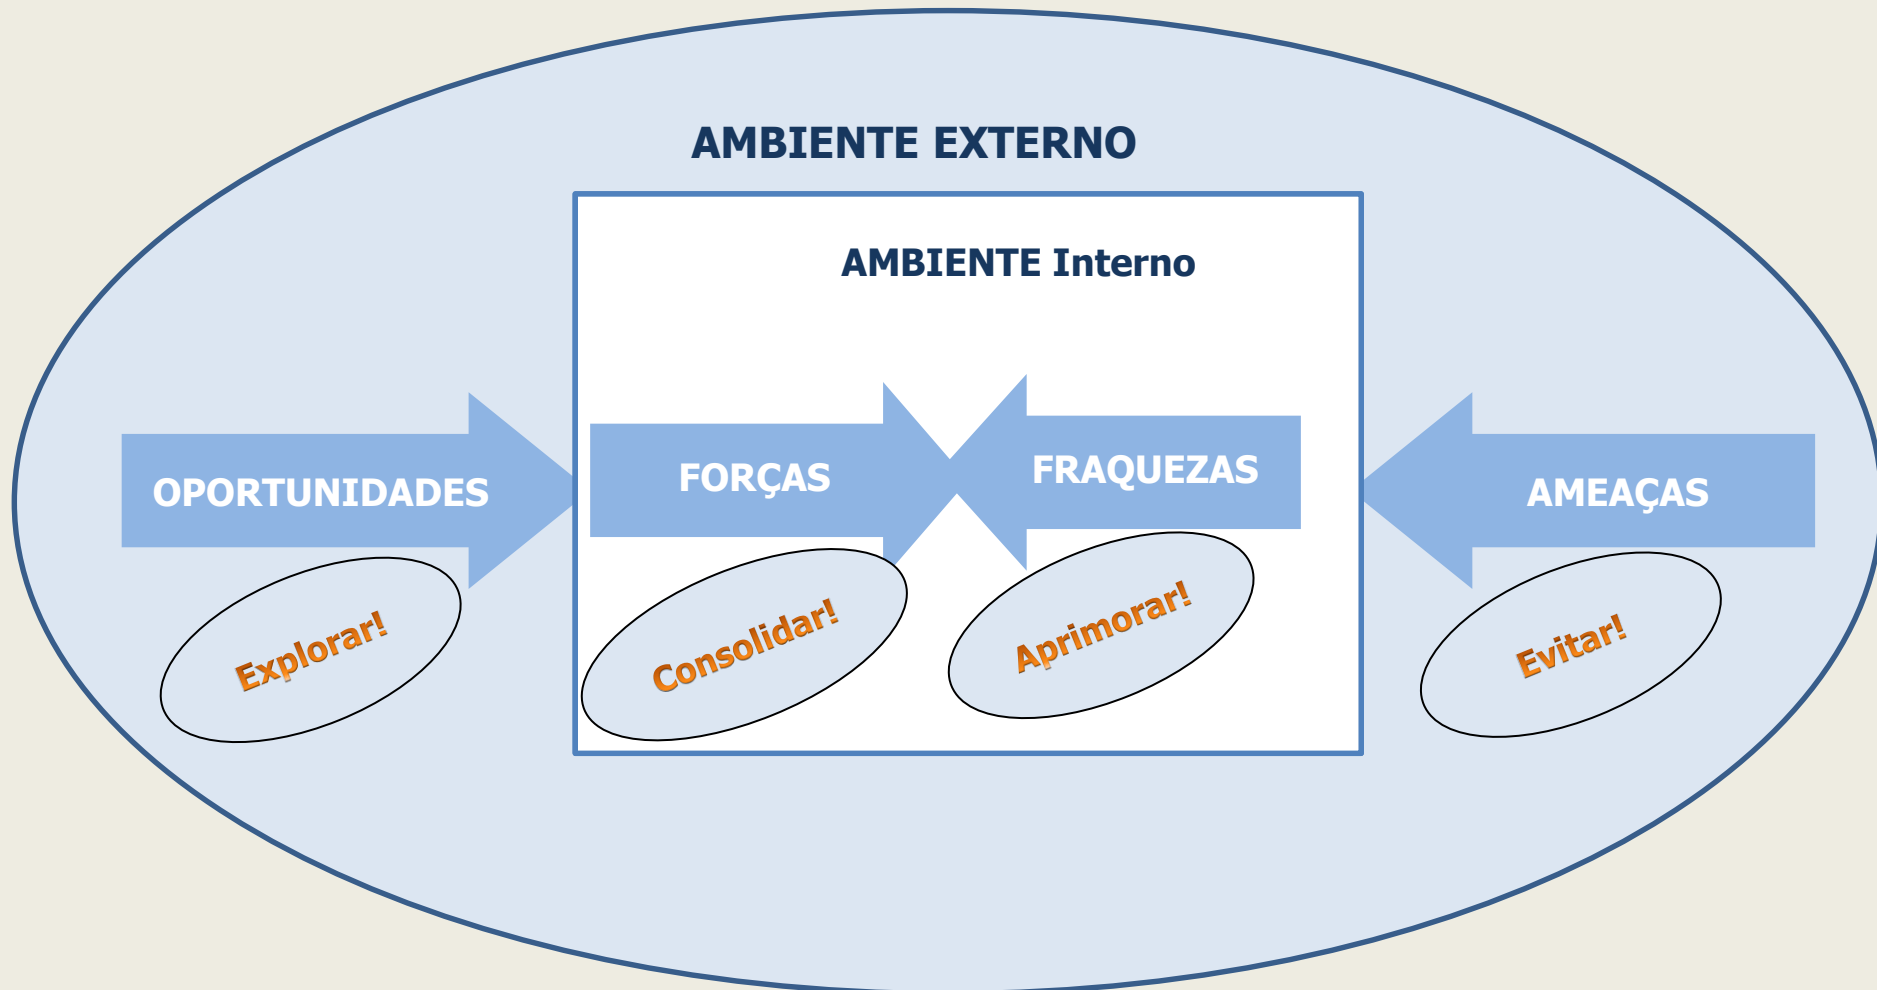 AMBIENTE EXTERNO
AMBIENTE Interno
OPORTUNIDADES
FORÇAS
FRAQUEZAS
AMEAÇAS
Explorar!
Consolidar!
Aprimorar!
Evitar!